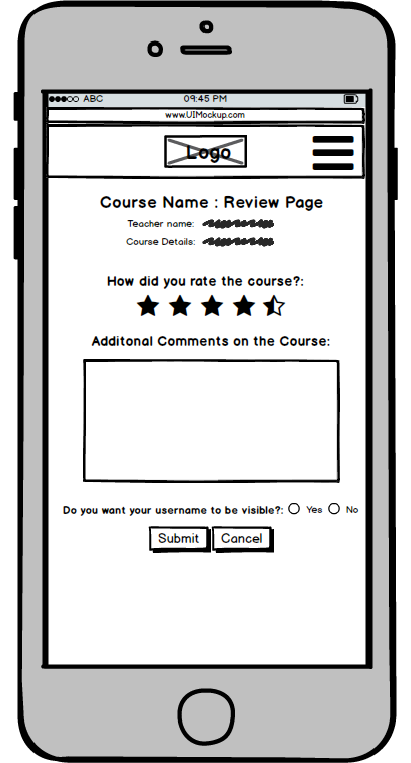 ABC 09:45 PM
www.UIMockup.com
Logo
Course Name : Review Page
Teacher name:
Course Details:
How did you rate the course?:
Additonal Comments on the Course:
Do you want your username to be visible?: Yes No
Submit Cancel